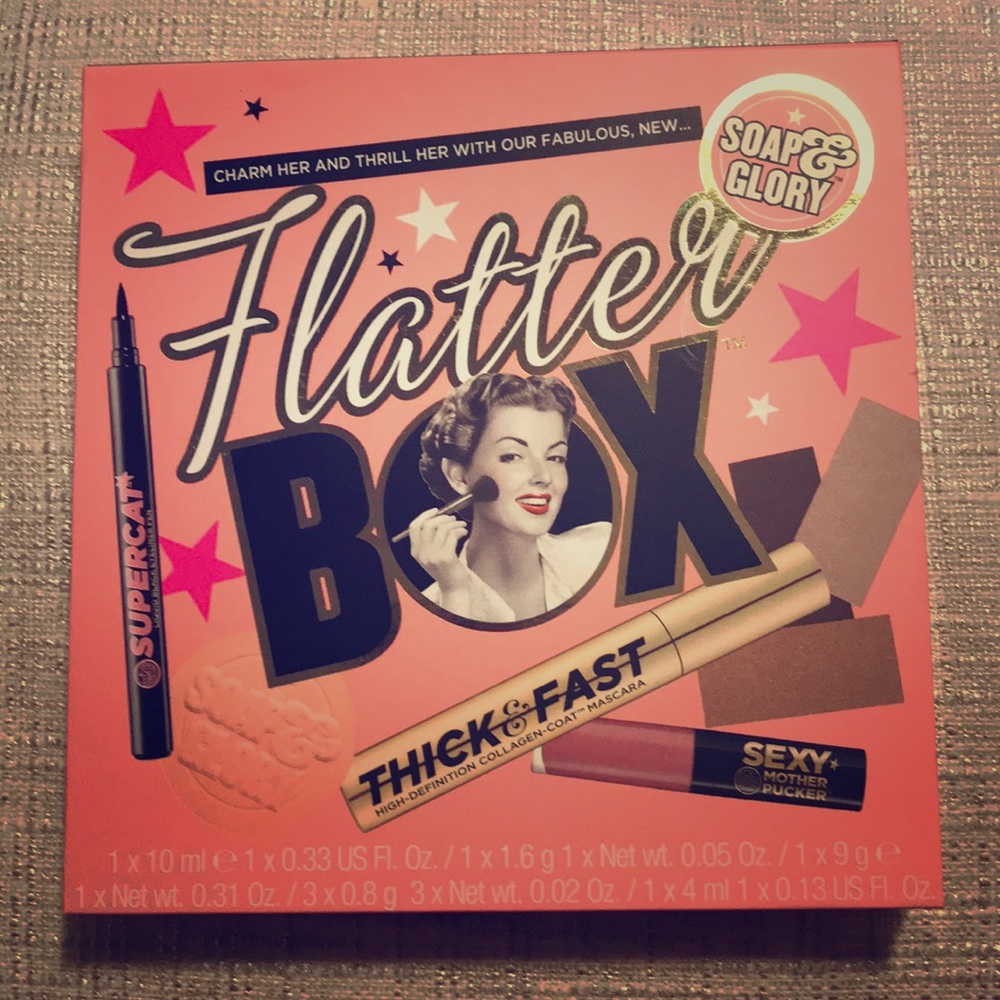 CHARM HER AND THRILL HER WITH OUR FABULOUS, NEW...
SOAP&
GLORY™
Flatter
BOX™
SUPERCAT
THICK & FAST
HIGH-DEFINITION COLLAGEN-COAT™ MASCARA
SEXY
MOTHER
PUCKER
1 x 10 ml ℮ 1 x 0.33 US Fl. Oz. / 1 x 1.6 g 1 x Net wt. 0.05 Oz. / 1 x 9 g ℮
1 x Net wt. 0.31 Oz. / 3 x 0.8 g 3 x Net wt. 0.02 Oz. / 1 x 4 ml 1 x 0.13 US Fl. Oz.